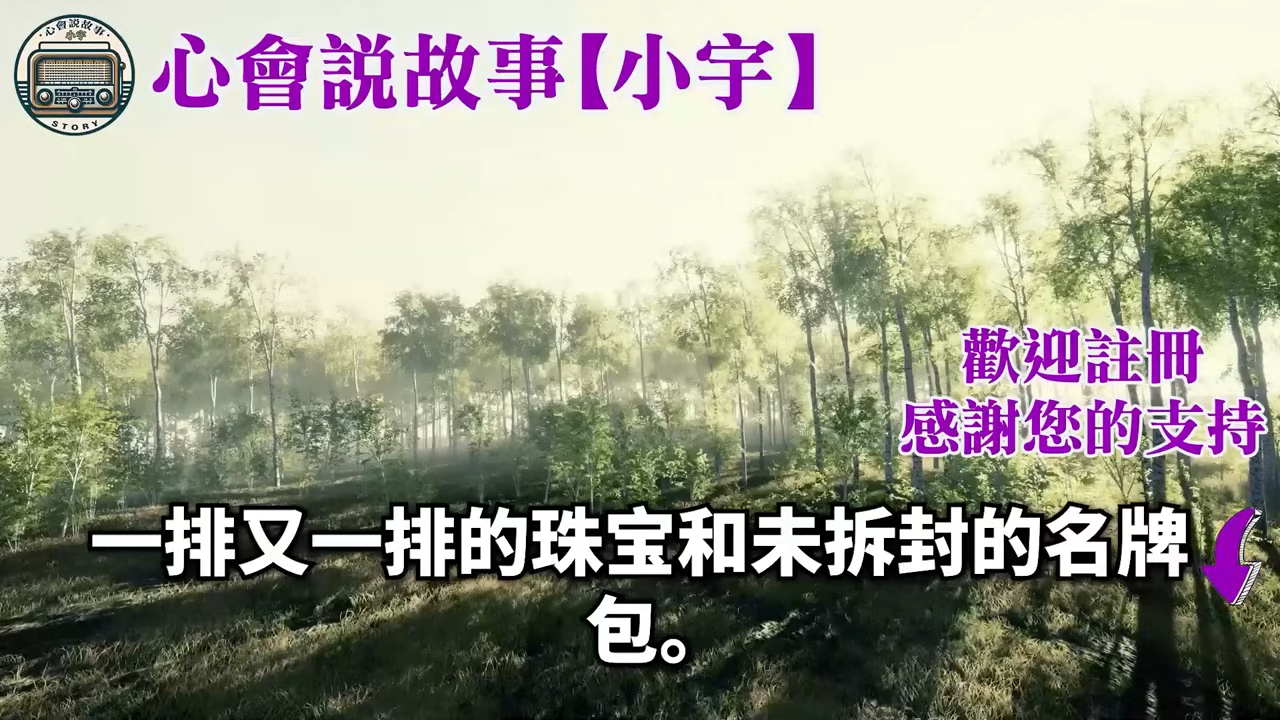 ·心會説故事·
小宇
STORY
心會説故事【小宇】
歡迎註冊
感謝您的支持
一排又一排的珠宝和未拆封的名牌
包。